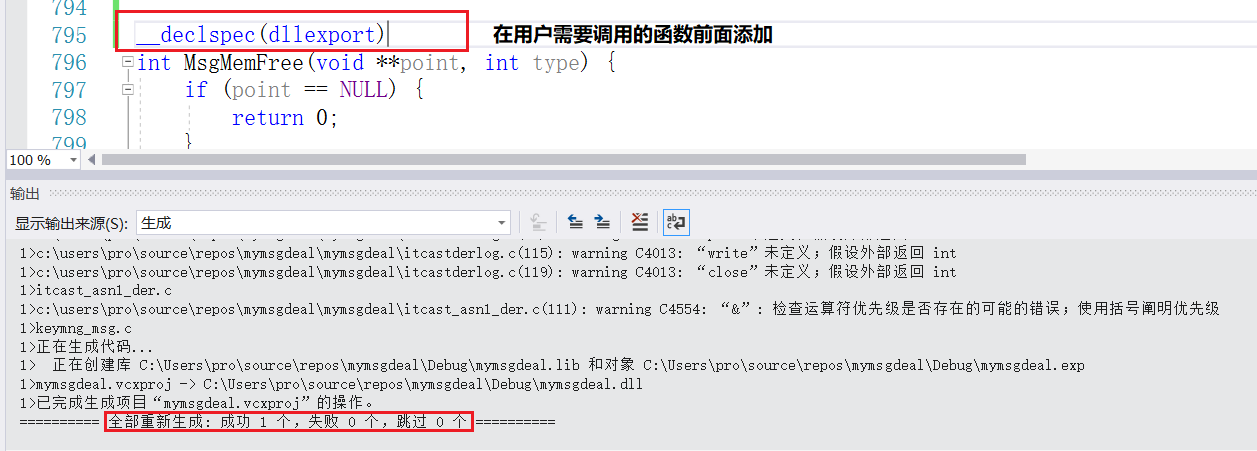 794
795 __declspec(dllexport) 在用户需要调用的函数前面添加
796 int MsgMemFree(void **point, int type) {
797 if (point == NULL) {
798 return 0;
799 }
100 %
输出
显示输出来源(S): 生成
1>c:\users\pro\source\repos\mymsgdeal\mymsgdeal\itcastderlog.c(115): warning C4013: “write”未定义；假设外部返回 int
1>c:\users\pro\source\repos\mymsgdeal\mymsgdeal\itcastderlog.c(119): warning C4013: “close”未定义；假设外部返回 int
1>itcast_asn1_der.c
1>c:\users\pro\source\repos\mymsgdeal\mymsgdeal\itcast_asn1_der.c(111): warning C4554: “&”: 检查运算符优先级是否存在的可能的错误；使用括号阐明优先级
1>keymng_msg.c
1>正在生成代码...
1> 正在创建库 C:\Users\pro\source\repos\mymsgdeal\Debug\mymsgdeal.lib 和对象 C:\Users\pro\source\repos\mymsgdeal\Debug\mymsgdeal.exp
1>mymsgdeal.vcxproj -> C:\Users\pro\source\repos\mymsgdeal\Debug\mymsgdeal.dll
1>已完成生成项目“mymsgdeal.vcxproj”的操作。
========== 全部重新生成: 成功 1 个，失败 0 个，跳过 0 个 ==========